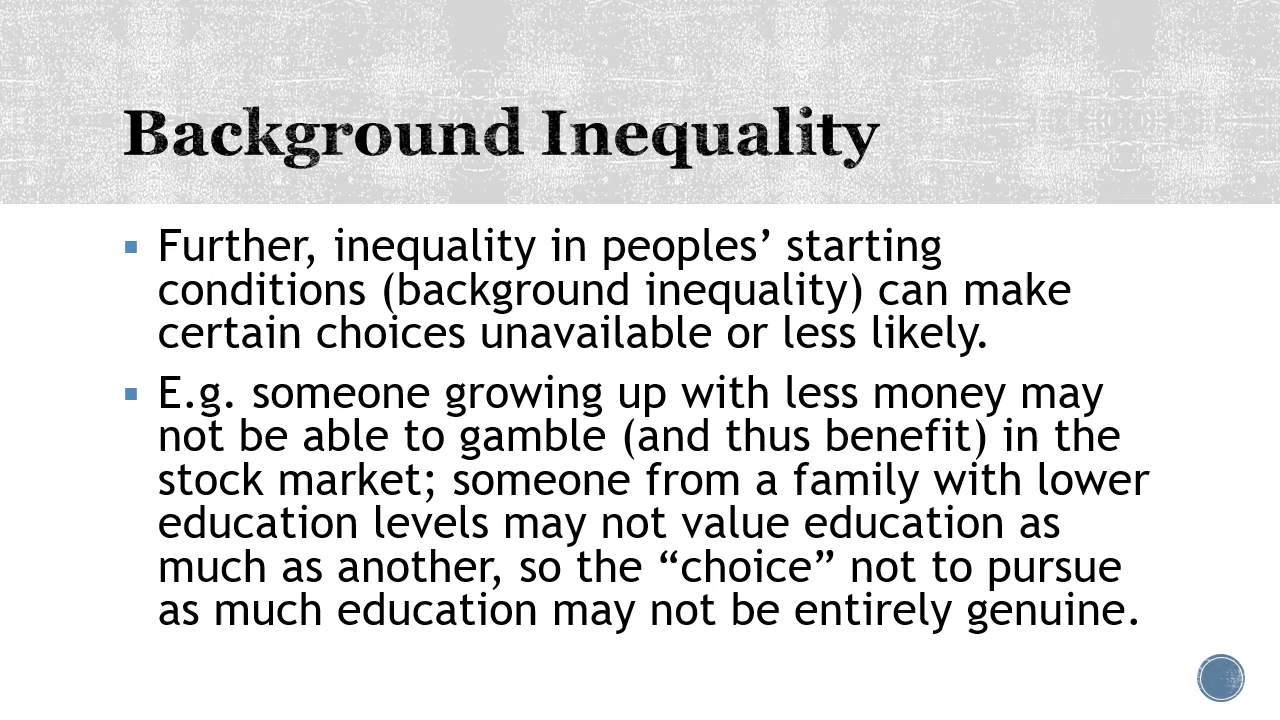 Background Inequality
▪ Further, inequality in peoples’ starting
conditions (background inequality) can make
certain choices unavailable or less likely.
▪ E.g. someone growing up with less money may
not be able to gamble (and thus benefit) in the
stock market; someone from a family with lower
education levels may not value education as
much as another, so the “choice” not to pursue
as much education may not be entirely genuine.